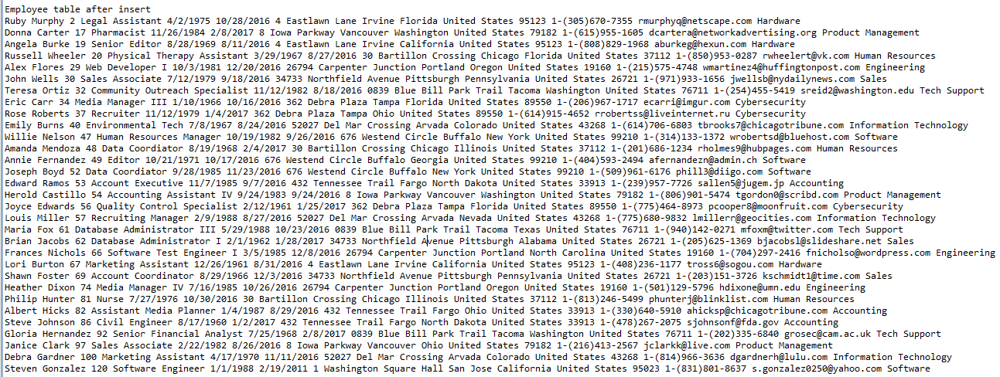 Employee table after insert
Ruby Murphy 2 Legal Assistant 4/2/1975 10/28/2016 4 Eastlawn Lane Irvine Florida United States 95123 1-(305)670-7355 rmurphyq@netscape.com Hardware
Donna Carter 17 Pharmacist 11/26/1984 2/8/2017 8 Iowa Parkway Vancouver Washington United States 79182 1-(615)955-1605 dcartera@networkadvertising.org Product Management
Angela Burke 19 Senior Editor 8/28/1969 8/11/2016 4 Eastlawn Lane Irvine California United States 95123 1-(808)829-1968 aburkeg@hexun.com Hardware
Russell Wheeler 20 Physical Therapy Assistant 3/29/1967 8/27/2016 30 Bartillon Crossing Chicago Florida United States 37112 1-(850)953-0287 rwheelert@vk.com Human Resources
Alex Flores 29 Web Developer I 10/3/1981 12/20/2016 26794 Carpenter Junction Portland Oregon United States 19160 1-(215)575-4748 wmartinez4@huffingtonpost.com Engineering
John Wells 30 Sales Associate 7/12/1979 9/18/2016 34733 Northfield Avenue Pittsburgh Pennsylvania United States 26721 1-(971)933-1656 jwellsb@nydailynews.com Sales
Teresa Ortiz 32 Community Outreach Specialist 11/12/1982 8/18/2016 0839 Blue Bill Park Trail Tacoma Washington United States 76711 1-(254)455-5419 sreid2@washington.edu Tech Support
Eric Carr 34 Media Manager III 1/10/1966 10/16/2016 362 Debra Plaza Tampa Florida United States 89550 1-(206)967-1717 ecarri@imgur.com Cybersecurity
Rose Roberts 37 Recruiter 11/12/1979 1/4/2017 362 Debra Plaza Tampa Ohio United States 89550 1-(614)915-4652 rrobertss@liveinternet.ru Cybersecurity
Emily Burns 40 Environmental Tech 7/8/1967 8/24/2016 52027 Del Mar Crossing Arvada Colorado United States 43268 1-(614)706-6803 tbrooks7@chicagotribune.com Information Technology
Willie Nelson 47 Human Resources Manager 10/19/1982 9/26/2016 676 Westend Circle Buffalo New York United States 99210 1-(314)133-1372 wrobertsd@bluehost.com Software
Amanda Mendoza 48 Data Coordinator 8/19/1968 2/4/2017 30 Bartillon Crossing Chicago Illinois United States 37112 1-(201)686-1234 rholmes9@hubpages.com Human Resources
Annie Fernandez 49 Editor 10/21/1971 10/17/2016 676 Westend Circle Buffalo Georgia United States 99210 1-(404)593-2494 afernandezn@admin.ch Software
Joseph Boyd 52 Data Coordiator 9/28/1985 11/23/2016 676 Westend Circle Buffalo New York United States 99210 1-(509)961-6176 phill3@diigo.com Software
Edward Ramos 53 Account Executive 11/7/1985 9/7/2016 432 Tennessee Trail Fargo North Dakota United States 33913 1-(239)957-7726 sallen5@jugem.jp Accounting
Herold Castillo 54 Accounting Assistant IV 9/24/1983 9/24/2016 8 Iowa Parkway Vancouver Washington United States 79182 1-(806)901-5474 tgordon0@scribd.com Product Management
Joyce Edwards 56 Quality Control Specialist 2/12/1961 1/25/2017 362 Debra Plaza Tampa Florida United States 89550 1-(775)464-8973 pcooper8@moonfruit.com Cybersecurity
Louis Miller 57 Recruiting Manager 2/9/1988 8/27/2016 52027 Del Mar Crossing Arvada Nevada United States 43268 1-(775)680-9832 lmillerr@geocities.com Information Technology
Maria Fox 61 Database Administrator III 5/29/1988 10/23/2016 0839 Blue Bill Park Trail Tacoma Texas United States 76711 1-(940)142-0271 mfoxm@twitter.com Tech Support
Brian Jacobs 62 Database Administrator I 2/1/1962 1/28/2017 34733 Northfield Avenue Pittsburgh Alabama United States 26721 1-(205)625-1369 bjacobsl@slideshare.net Sales
Frances Nichols 66 Software Test Engineer I 3/5/1985 12/8/2016 26794 Carpenter Junction Portland North Carolina United States 19160 1-(704)297-2416 fnicholso@wordpress.com Engineering
Lori Burton 67 Marketing Assistant 12/26/1961 8/31/2016 4 Eastlawn Lane Irvine California United States 95123 1-(408)236-1177 tross6@sogou.com Hardware
Shawn Foster 69 Account Coordinator 8/29/1966 12/3/2016 34733 Northfield Avenue Pittsburgh Pennsylvania United States 26721 1-(203)151-3726 kschmidt1@time.com Sales
Heather Dixon 74 Media Manager IV 7/16/1985 10/26/2016 26794 Carpenter Junction Portland Oregon United States 19160 1-(501)129-5796 hdixone@umn.edu Engineering
Philip Hunter 81 Nurse 7/27/1976 10/30/2016 30 Bartillon Crossing Chicago Illinois United States 37112 1-(813)246-5499 phunterj@blinklist.com Human Resources
Albert Hicks 82 Assistant Media Planner 1/4/1987 8/29/2016 432 Tennessee Trail Fargo Ohio United States 33913 1-(330)640-5910 ahicksp@chicagotribune.com Accounting
Steve Johnson 86 Civil Engineer 8/17/1960 1/2/2017 432 Tennessee Trail Fargo North Dakota United States 33913 1-(478)267-2075 sjohnsonf@fda.gov Accounting
Gloria Hernandez 92 Senior Financial Analyst 7/25/1968 2/8/2017 0839 Blue Bill Park Trail Tacoma Washington United States 76711 1-(202)335-6840 grosec@cam.ac.uk Tech Support
Janice Clark 97 Sales Associate 2/22/1982 8/26/2016 8 Iowa Parkway Vancouver Ohio United States 79182 1-(216)413-2567 jclarkk@live.com Product Management
Debra Gardner 100 Marketing Assistant 4/17/1970 11/11/2016 52027 Del Mar Crossing Arvada Colorado United States 43268 1-(814)966-3636 dgardnerh@lulu.com Information Technology
Steven Gonzalez 120 Software Engineer 1/1/1988 2/19/2011 1 Washington Square Hall San Jose California United States 95023 1-(831)801-8637 s.gonzalez0250@yahoo.com Software